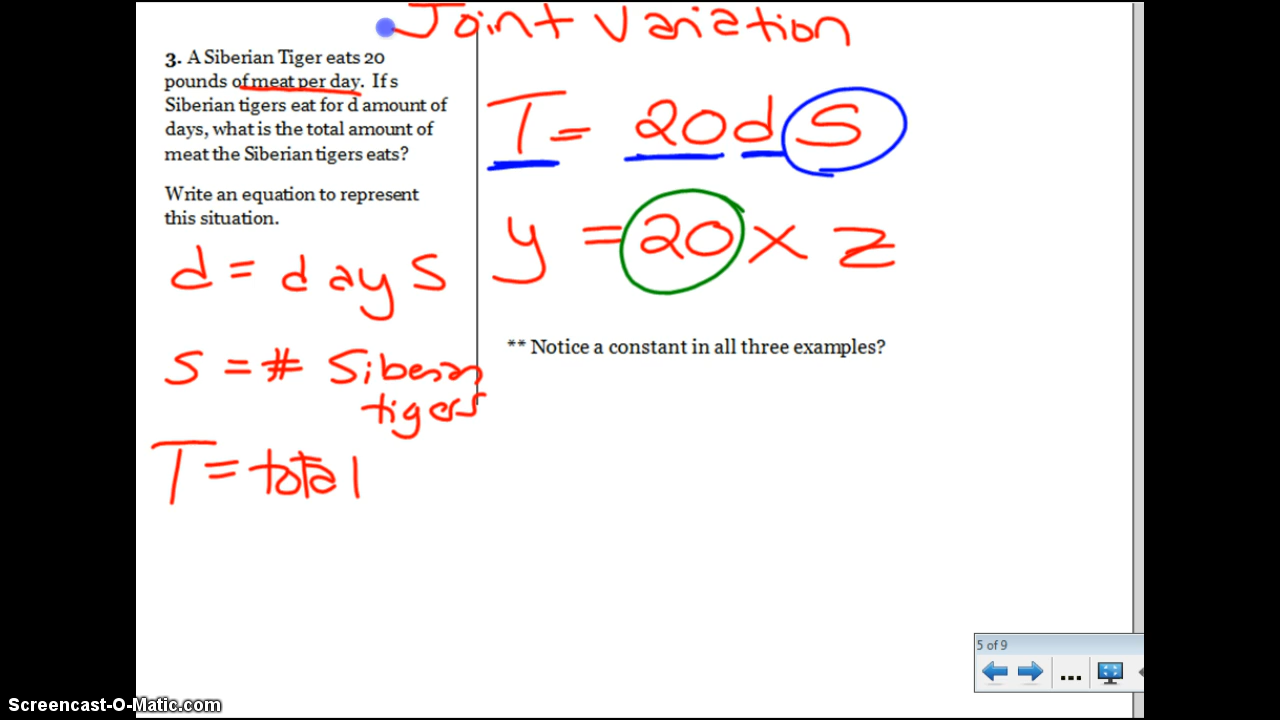 Joint Variation
3. A Siberian Tiger eats 20
pounds of meat per day. If s
Siberian tigers eat for d amount of
days, what is the total amount of
meat the Siberian tigers eats?
Write an equation to represent
this situation.
d = days
s = # Siberian
tigers
T = total
T = 20 d S
y = 20 x z
** Notice a constant in all three examples?
5 of 9
...
Screencast-O-Matic.com